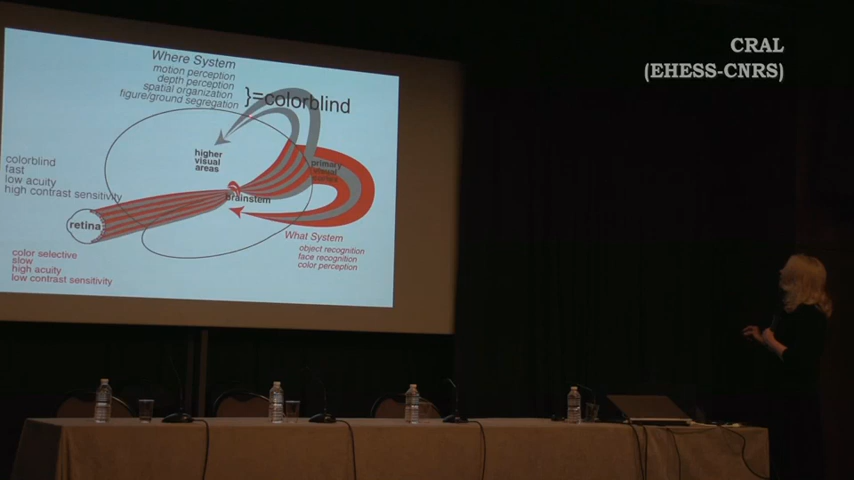 CRAL
(EHESS-CNRS)
Where System
motion perception
depth perception
spatial organization
figure/ground segregation
}=colorblind
higher
visual
areas
primary
visual
cortex
colorblind
fast
low acuity
high contrast sensitivity
brainstem
retina
What System
object recognition
face recognition
color perception
color selective
slow
high acuity
low contrast sensitivity